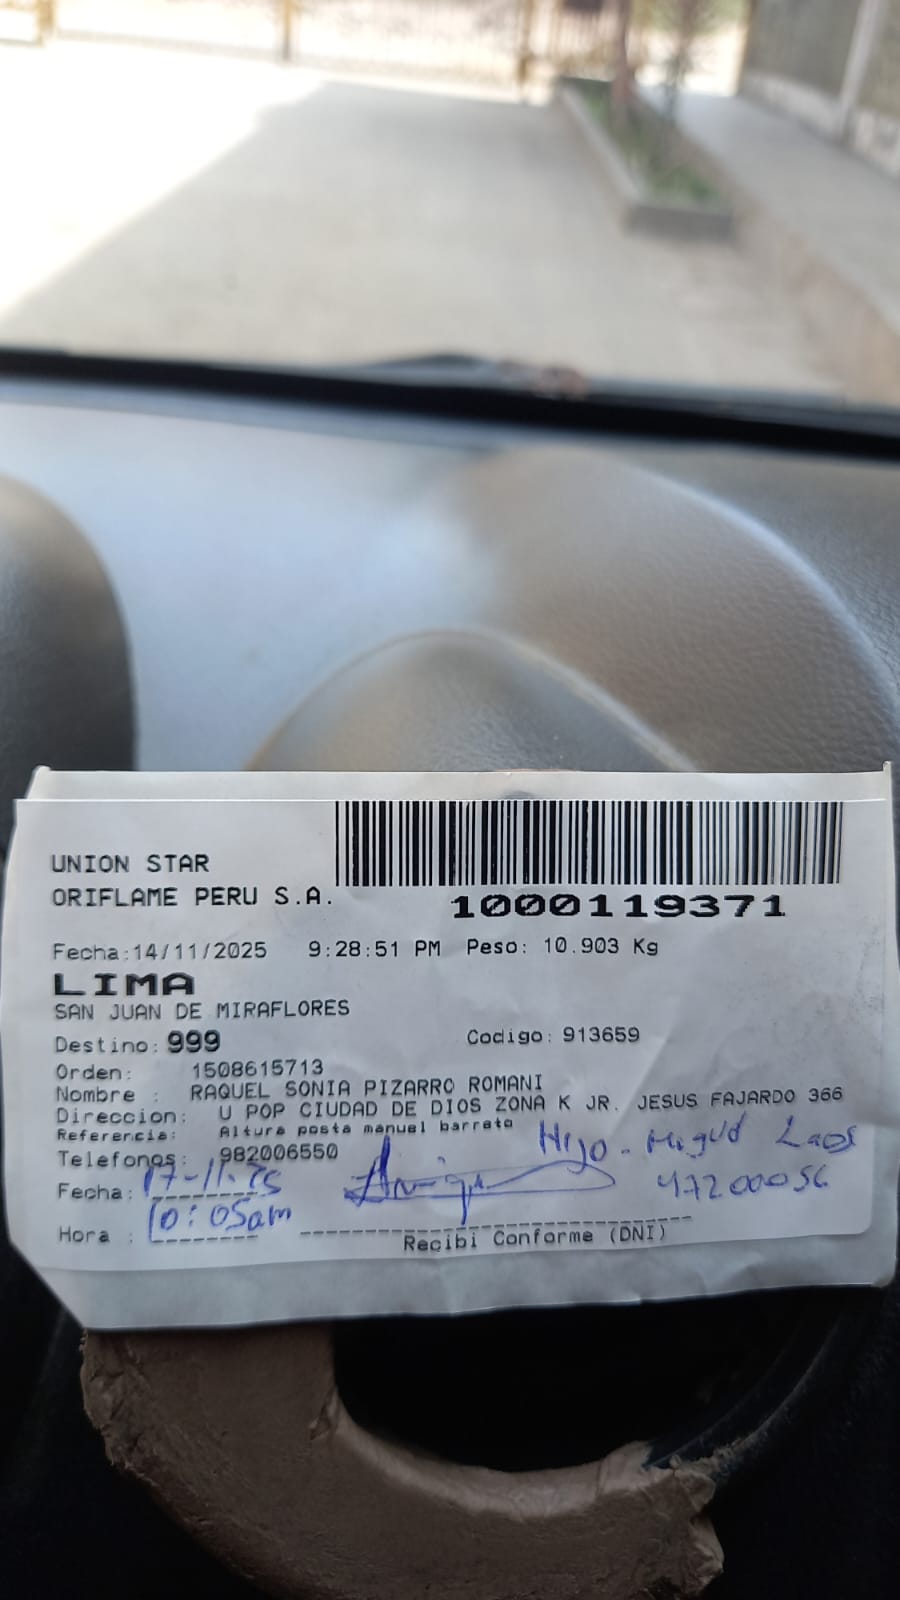 UNION STAR
ORIFLAME PERU S.A.
1000119371
Fecha:14/11/2025 9:28:51 PM Peso: 10.903 Kg
LIMA
SAN JUAN DE MIRAFLORES
Destino: 999 Codigo: 913659
Orden: 1508615713
Nombre : RAQUEL SONIA PIZARRO ROMANI
Direccion: U POP CIUDAD DE DIOS ZONA K JR. JESUS FAJARDO 366
Referencia: Altura posta manuel barreto
Hijo - Miguel Laos
Telefonos: 982006550
Fecha: 17-11-25 47200056
Hora : 10:05am
Recibi Conforme (DNI)